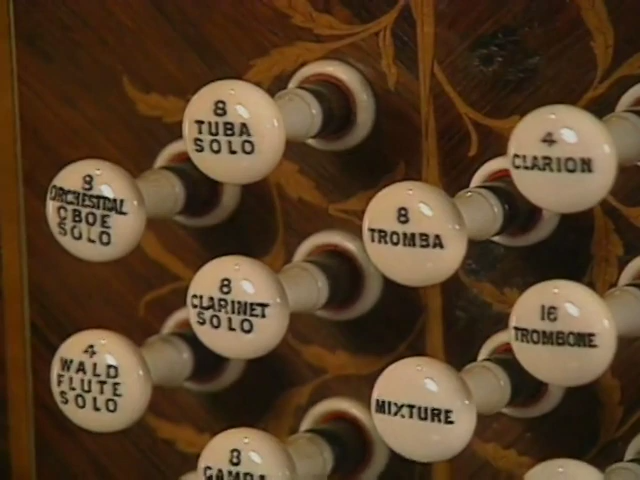 8
TUBA
SOLO
4
CLARION
8
ORCHESTRAL
OBOE
SOLO
8
TROMBA
8
CLARINET
SOLO
16
TROMBONE
4
WALD
FLUTE
SOLO
MIXTURE
8
GAMBA